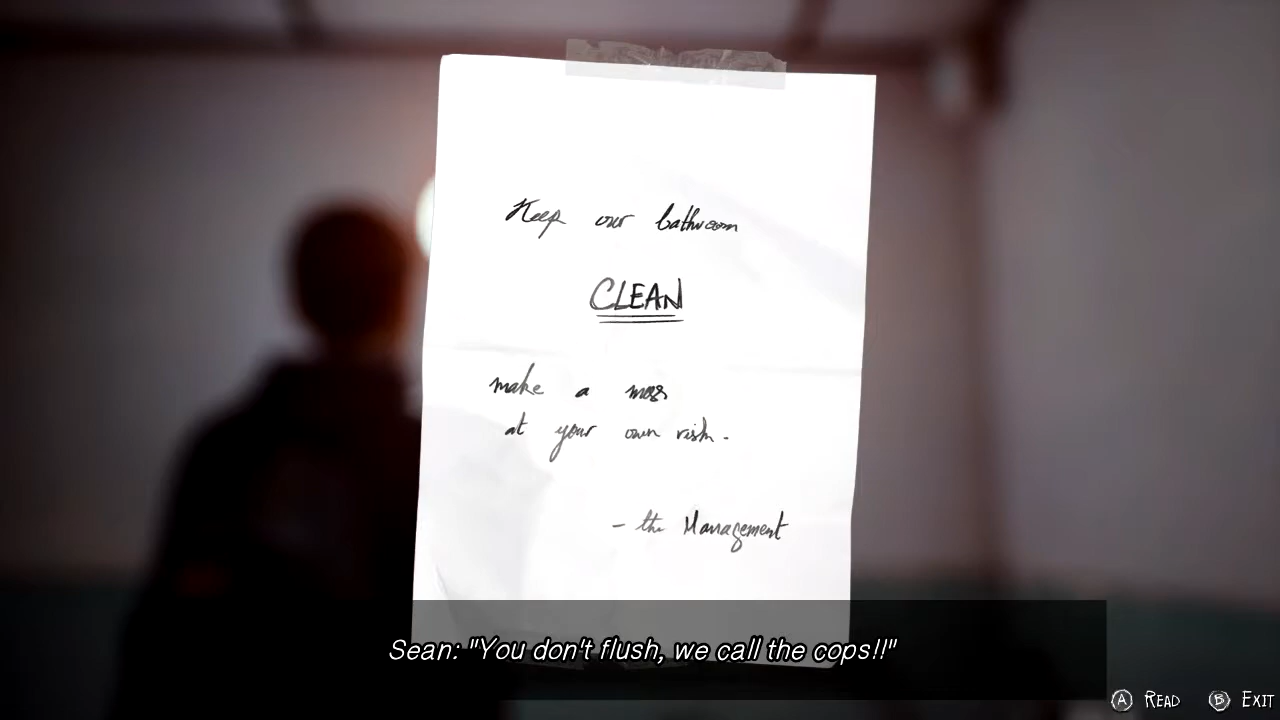 Keep our bathroom
CLEAN
make a mess
at your own risk.
- the Management
Sean: "You don't flush, we call the cops!!"
A READ B EXIT